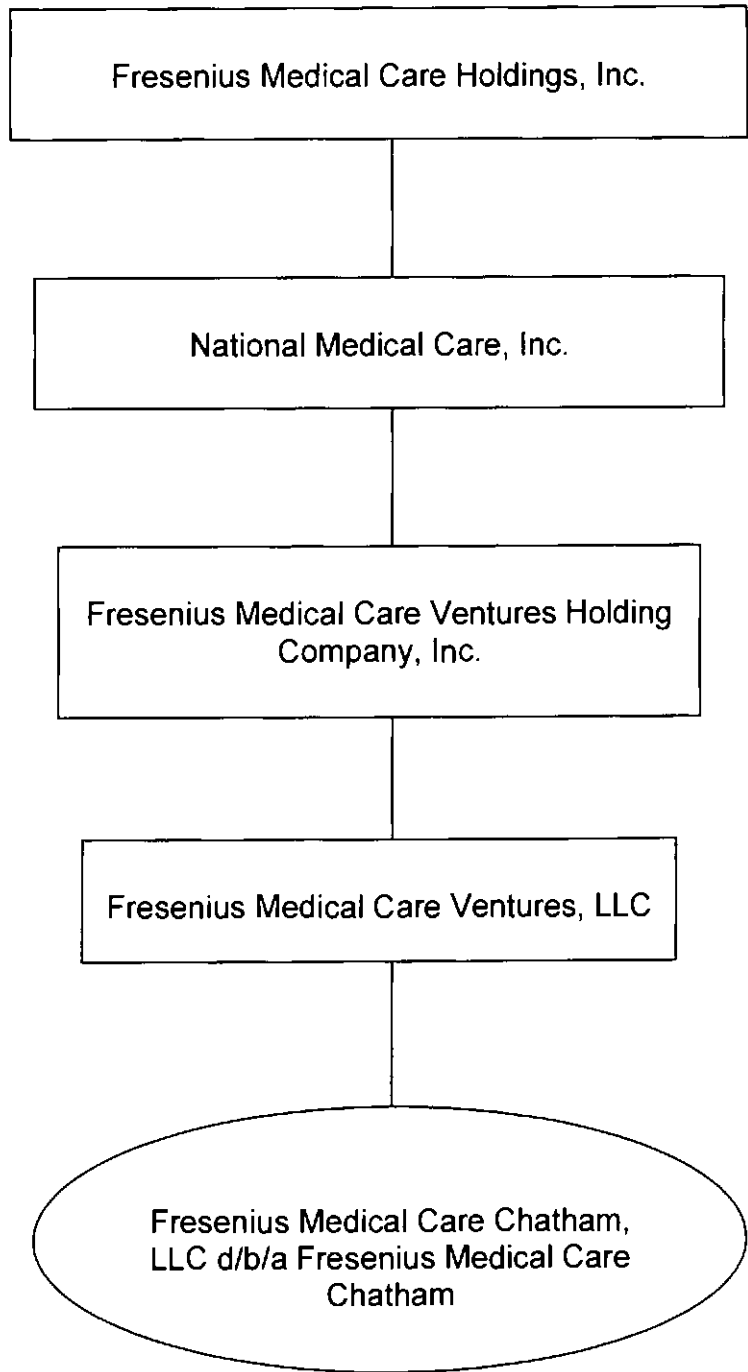 Fresenius Medical Care Holdings, Inc.
National Medical Care, Inc.
Fresenius Medical Care Ventures Holding
Company, Inc.
Fresenius Medical Care Ventures, LLC
Fresenius Medical Care Chatham,
LLC d/b/a Fresenius Medical Care
Chatham